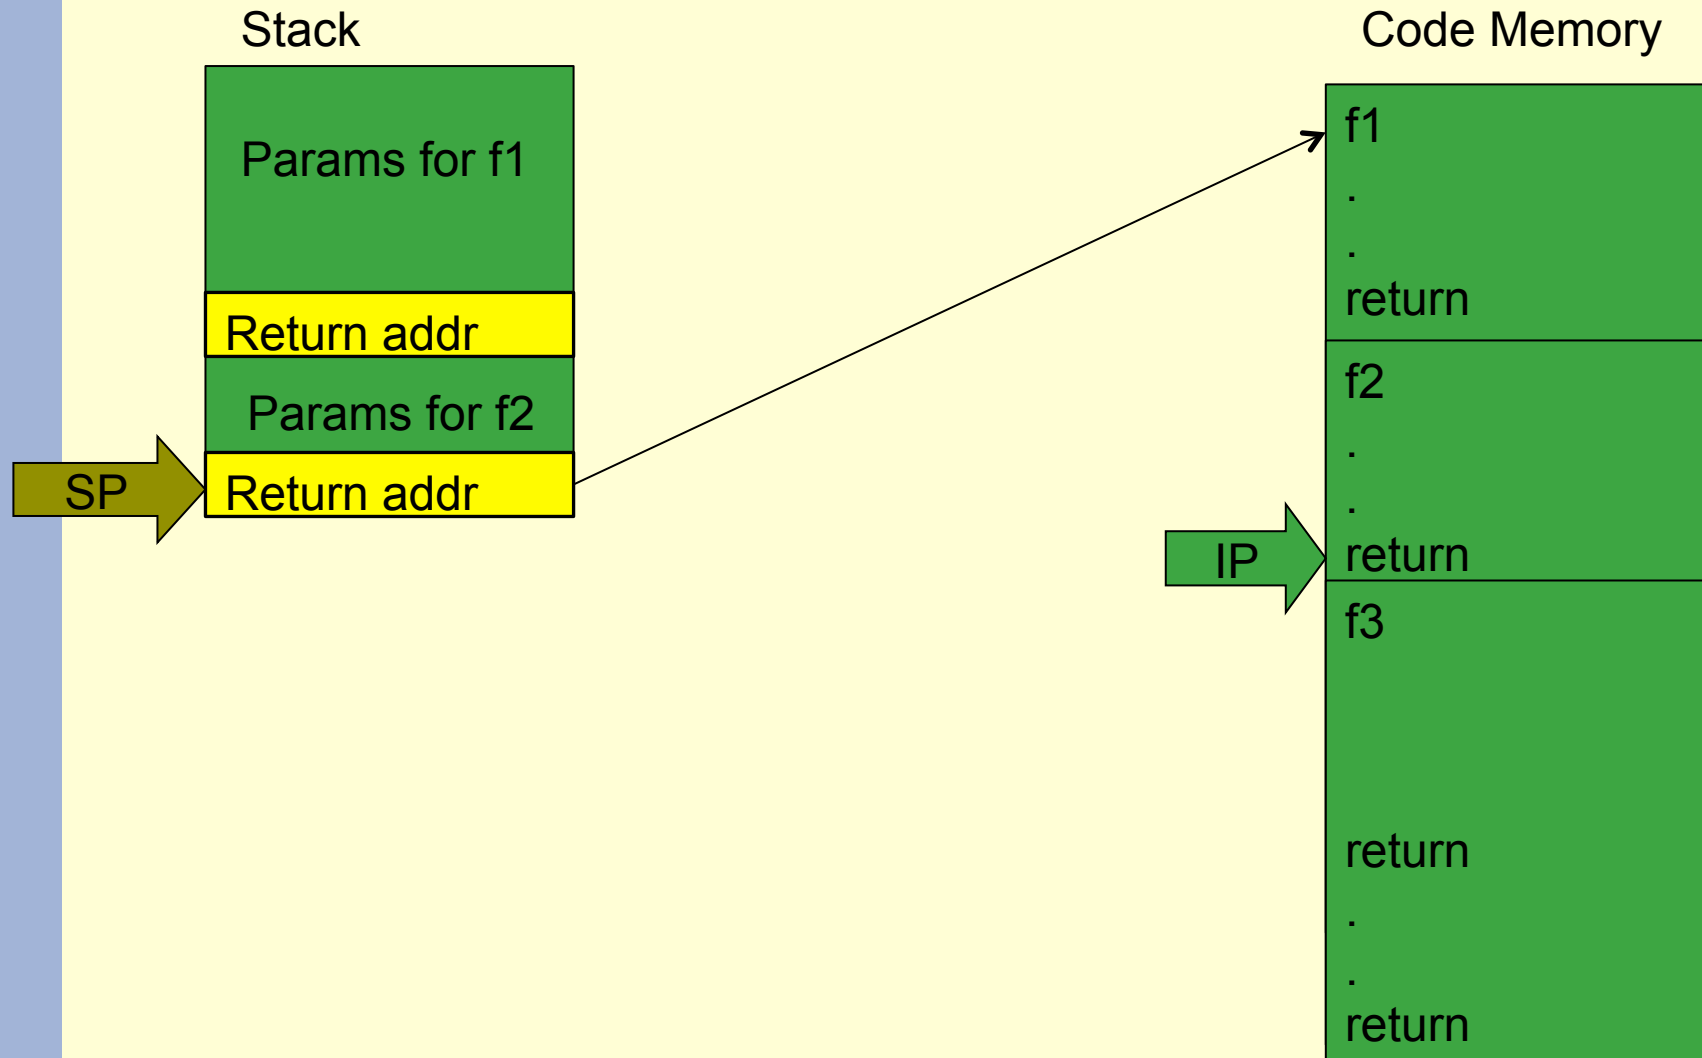 Stack
Params for f1
Return addr
Params for f2
SP
Return addr
IP
Code Memory
f1
.
.
return
f2
.
.
return
f3
return
.
.
return